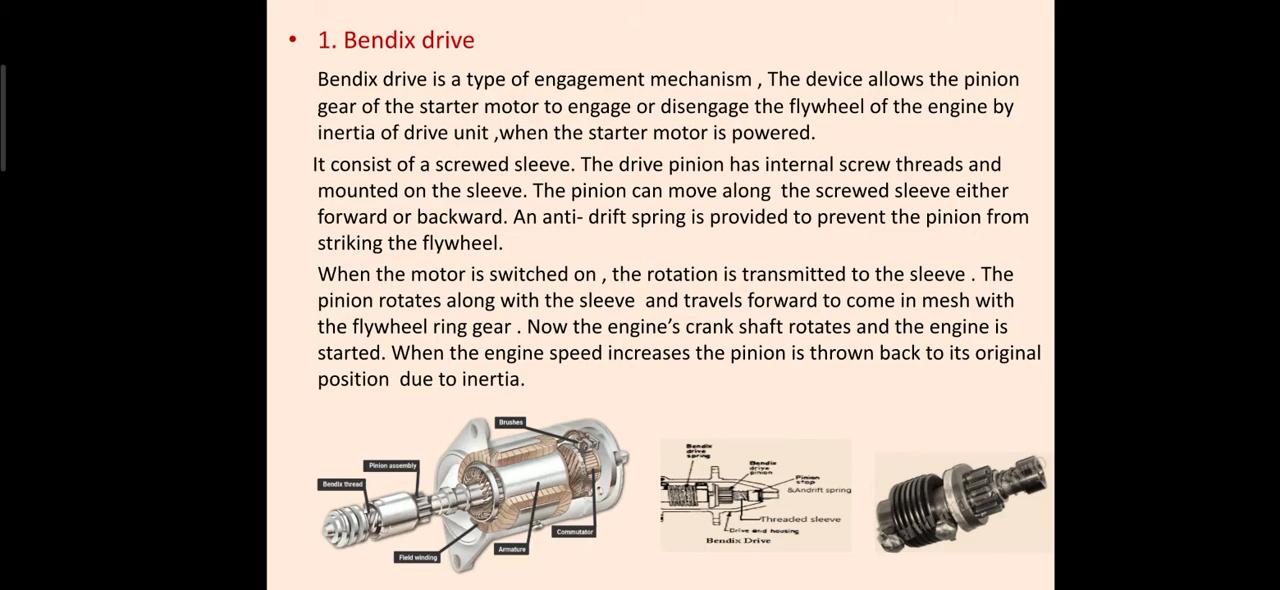 • 1. Bendix drive
Bendix drive is a type of engagement mechanism , The device allows the pinion
gear of the starter motor to engage or disengage the flywheel of the engine by
inertia of drive unit ,when the starter motor is powered.
It consist of a screwed sleeve. The drive pinion has internal screw threads and
mounted on the sleeve. The pinion can move along the screwed sleeve either
forward or backward. An anti- drift spring is provided to prevent the pinion from
striking the flywheel.
When the motor is switched on , the rotation is transmitted to the sleeve . The
pinion rotates along with the sleeve and travels forward to come in mesh with
the flywheel ring gear . Now the engine’s crank shaft rotates and the engine is
started. When the engine speed increases the pinion is thrown back to its original
position due to inertia.
Brushes
Pinion assembly
Bendix thread
Commutator
Armature
Field winding
Bendix
drive
spring
Bendix
drive
pinion
Pinion
stop
&Andrift spring
Threaded sleeve
Drive end housing
Bendix Drive